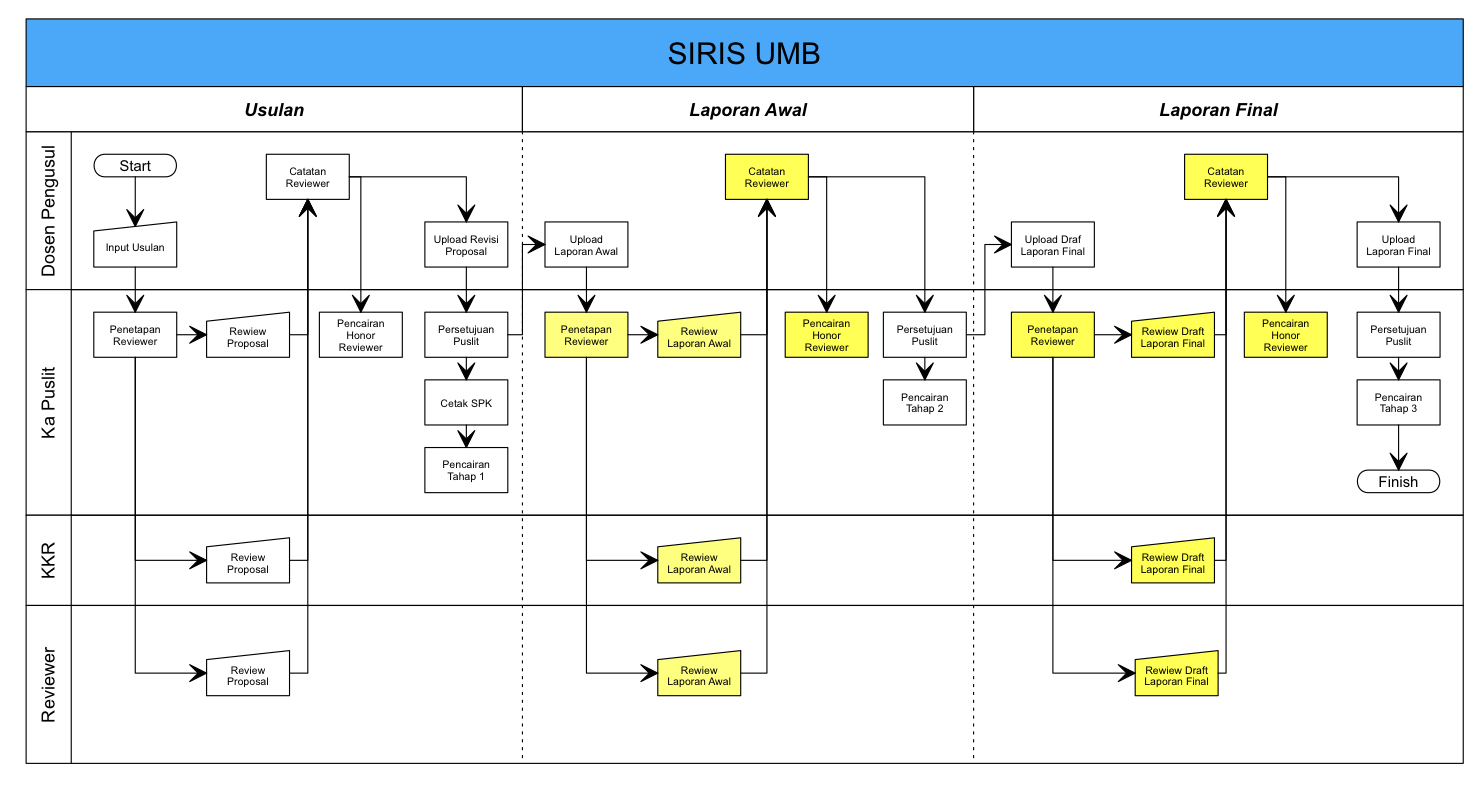 SIRIS UMB
Usulan
Laporan Awal
Laporan Final
Dosen Pengusul
Start
Input Usulan
Catatan
Reviewer
Upload Revisi
Proposal
Upload
Laporan Awal
Catatan
Reviewer
Upload Draf
Laporan Final
Catatan
Reviewer
Upload
Laporan Final
Ka Puslit
Penetapan
Reviewer
Rewiew
Proposal
Pencairan
Honor
Reviewer
Persetujuan
Puslit
Cetak SPK
Pencairan
Tahap 1
Penetapan
Reviewer
Rewiew
Laporan Awal
Pencairan
Honor
Reviewer
Persetujuan
Puslit
Pencairan
Tahap 2
Penetapan
Reviewer
Rewiew Draft
Laporan Final
Pencairan
Honor
Reviewer
Persetujuan
Puslit
Pencairan
Tahap 3
Finish
KKR
Review
Proposal
Rewiew
Laporan Awal
Rewiew Draft
Laporan Final
Reviewer
Review
Proposal
Rewiew
Laporan Awal
Rewiew Draft
Laporan Final